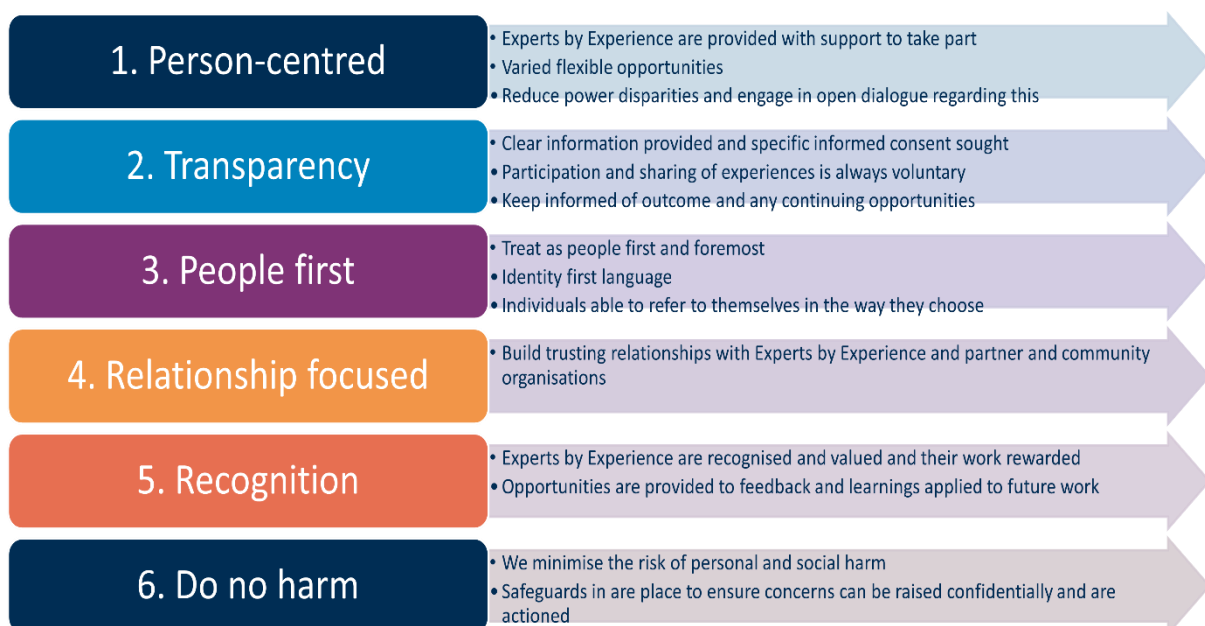 1. Person-centred
• Experts by Experience are provided with support to take part
• Varied flexible opportunities
• Reduce power disparities and engage in open dialogue regarding this
2. Transparency
• Clear information provided and specific informed consent sought
• Participation and sharing of experiences is always voluntary
• Keep informed of outcome and any continuing opportunities
3. People first
• Treat as people first and foremost
• Identity first language
• Individuals able to refer to themselves in the way they choose
4. Relationship focused
• Build trusting relationships with Experts by Experience and partner and community
organisations
5. Recognition
• Experts by Experience are recognised and valued and their work rewarded
• Opportunities are provided to feedback and learnings applied to future work
6. Do no harm
• We minimise the risk of personal and social harm
• Safeguards in are place to ensure concerns can be raised confidentially and are
actioned